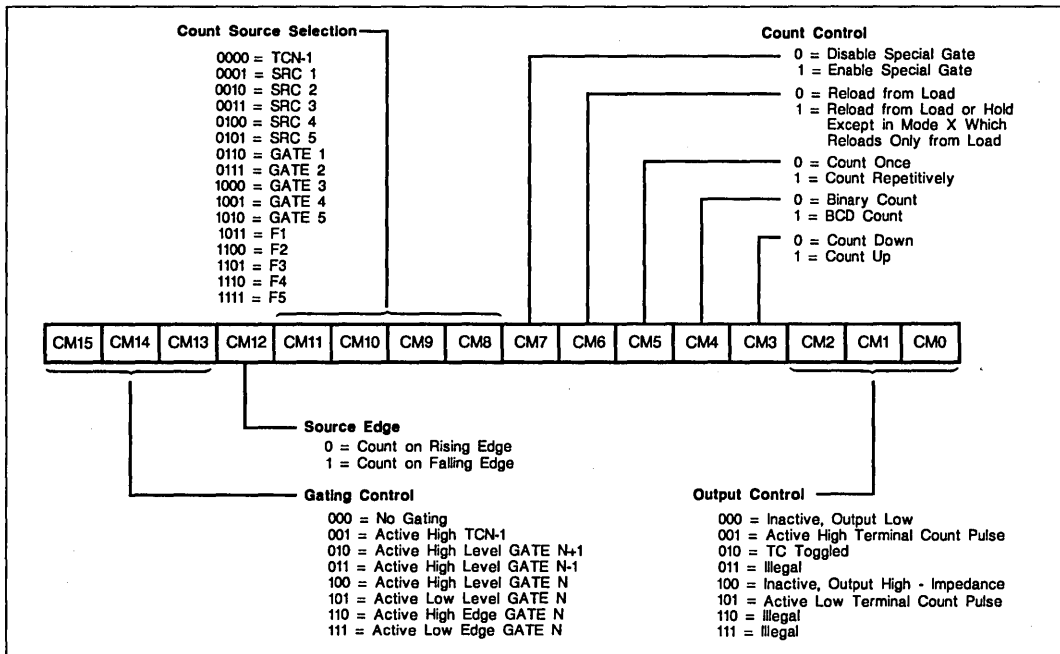 Count Source Selection
0000 = TCN-1
0001 = SRC 1
0010 = SRC 2
0011 = SRC 3
0100 = SRC 4
0101 = SRC 5
0110 = GATE 1
0111 = GATE 2
1000 = GATE 3
1001 = GATE 4
1010 = GATE 5
1011 = F1
1100 = F2
1101 = F3
1110 = F4
1111 = F5
Count Control
0 = Disable Special Gate
1 = Enable Special Gate
0 = Reload from Load
1 = Reload from Load or Hold
Except in Mode X Which
Reloads Only from Load
0 = Count Once
1 = Count Repetitively
0 = Binary Count
1 = BCD Count
0 = Count Down
1 = Count Up
CM15 CM14 CM13 CM12 CM11 CM10 CM9 CM8 CM7 CM6 CM5 CM4 CM3 CM2 CM1 CM0
Source Edge
0 = Count on Rising Edge
1 = Count on Falling Edge
Gating Control
000 = No Gating
001 = Active High TCN-1
010 = Active High Level GATE N+1
011 = Active High Level GATE N-1
100 = Active High Level GATE N
101 = Active Low Level GATE N
110 = Active High Edge GATE N
111 = Active Low Edge GATE N
Output Control
000 = Inactive, Output Low
001 = Active High Terminal Count Pulse
010 = TC Toggled
011 = Illegal
100 = Inactive, Output High - Impedance
101 = Active Low Terminal Count Pulse
110 = Illegal
111 = Illegal